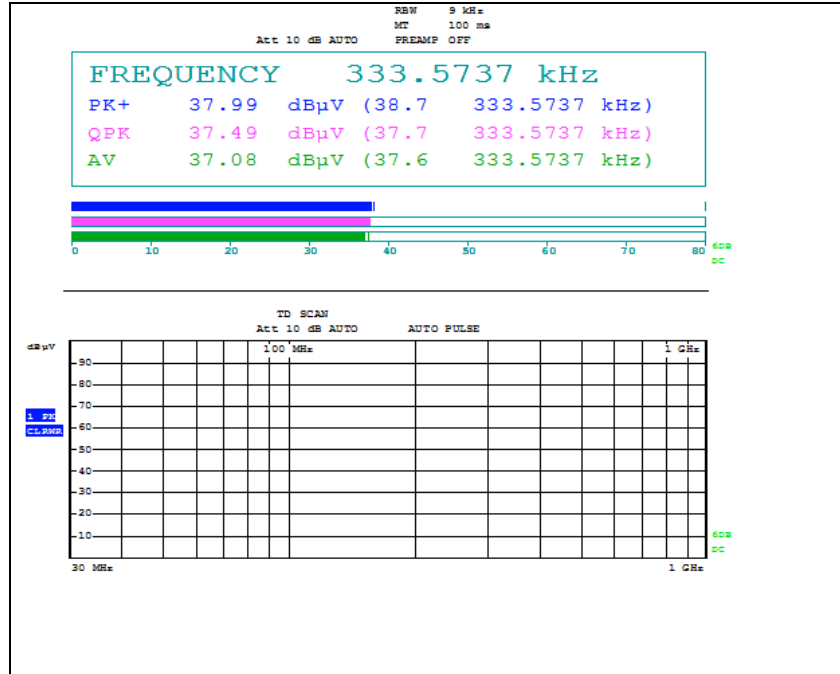 RBW 9 kHz
MT 100 ms
Att 10 dB AUTO PREAMP OFF
FREQUENCY 333.5737 kHz
PK+ 37.99 dBµV (38.7 333.5737 kHz)
QPK 37.49 dBµV (37.7 333.5737 kHz)
AV 37.08 dBµV (37.6 333.5737 kHz)
0 10 20 30 40 50 60 70 80
6DB
DC
TD SCAN
Att 10 dB AUTO AUTO PULSE
dBµV
100 MHz 1 GHz
90
80
70
1 PK
CLRWR
60
50
40
30
20
10
6DB
DC
30 MHz 1 GHz